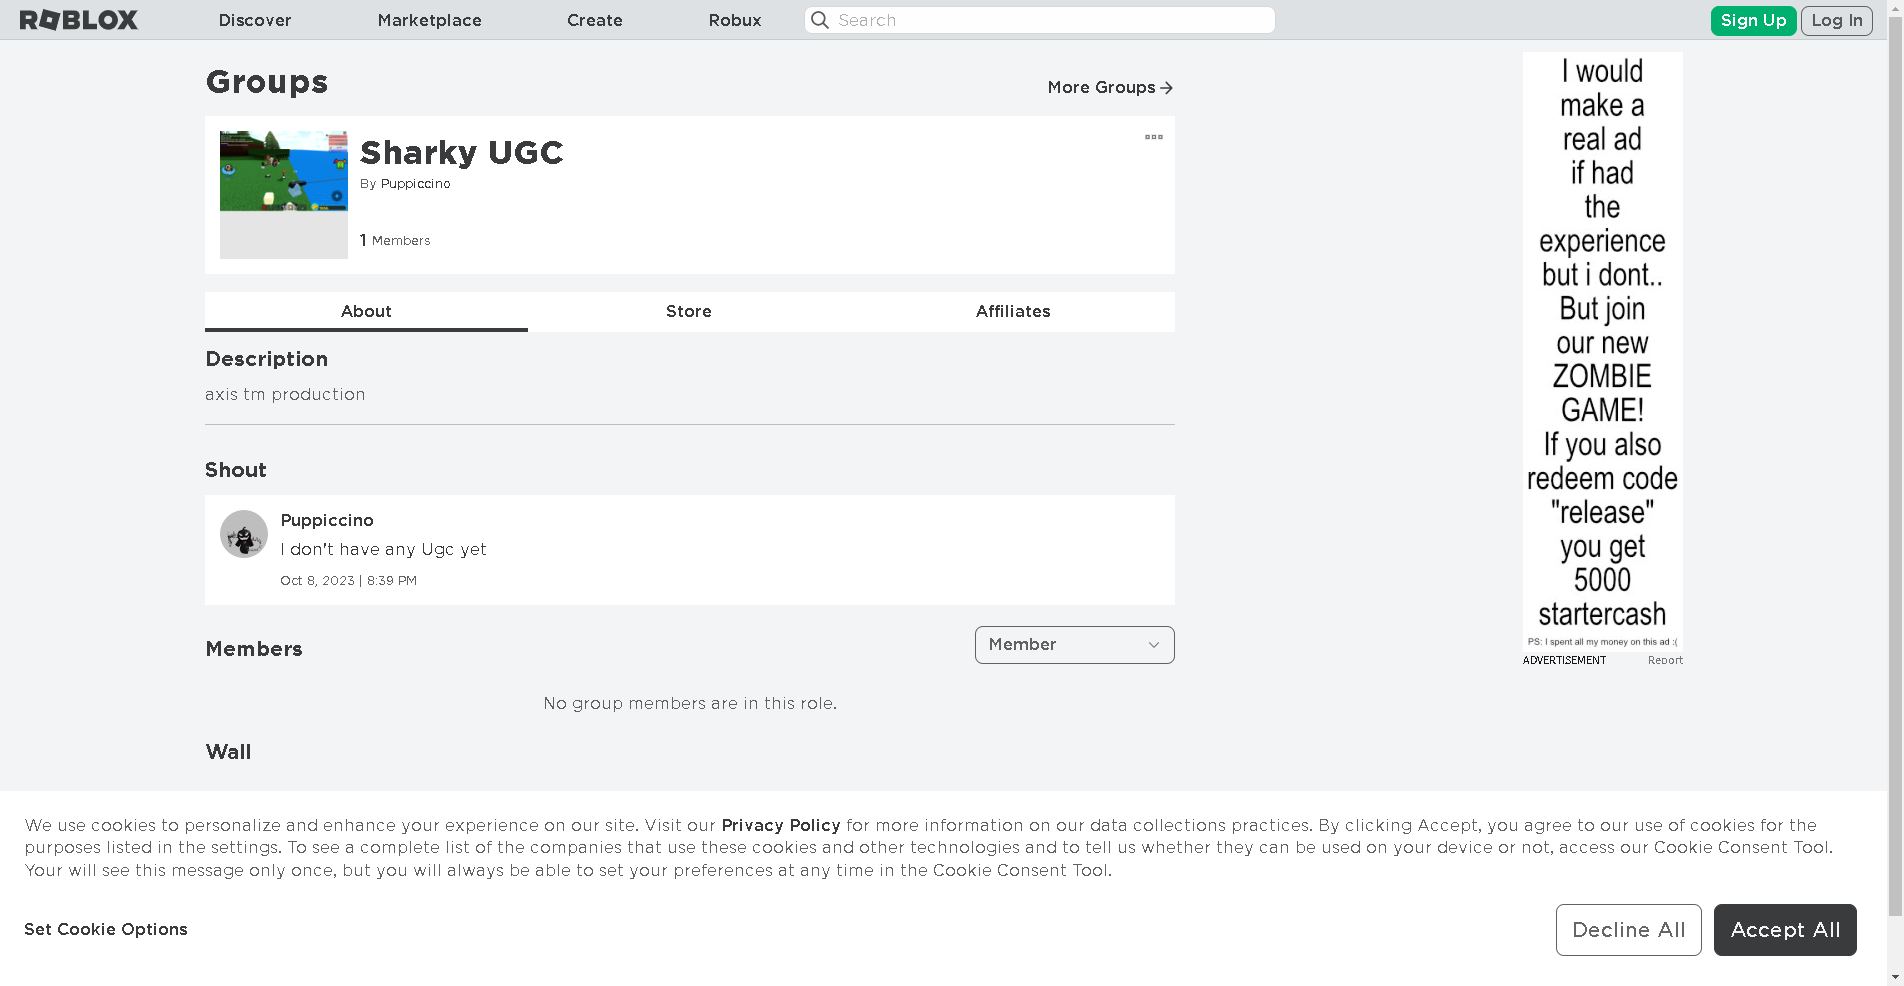 ROBLOX
Discover
Marketplace
Create
Robux
Search
Sign Up
Log In
Groups
More Groups
Sharky UGC
By Puppiccino
1 Members
About
Store
Affiliates
Description
axis tm production
Shout
Puppiccino
I don't have any Ugc yet
Oct 8, 2023 | 8:39 PM
Members
Member
No group members are in this role.
Wall
I would
make a
real ad
if had
the
experience
but i dont..
But join
our new
ZOMBIE
GAME!
If you also
redeem code
"release"
you get
5000
startercash
PS: I spent all my money on this ad :(
ADVERTISEMENT
Report
We use cookies to personalize and enhance your experience on our site. Visit our Privacy Policy for more information on our data collections practices. By clicking Accept, you agree to our use of cookies for the
purposes listed in the settings. To see a complete list of the companies that use these cookies and other technologies and to tell us whether they can be used on your device or not, access our Cookie Consent Tool.
Your will see this message only once, but you will always be able to set your preferences at any time in the Cookie Consent Tool.
Set Cookie Options
Decline All
Accept All